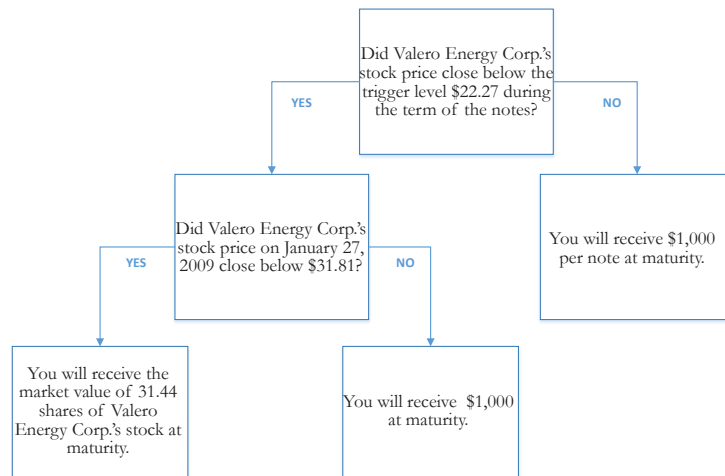 Did Valero Energy Corp.'s
stock price close below the
trigger level $22.27 during
the term of the notes?
YES
NO
Did Valero Energy Corp.'s
stock price on January 27,
2009 close below $31.81?
You will receive $1,000
per note at maturity.
YES
NO
You will receive the
market value of 31.44
shares of Valero
Energy Corp.'s stock at
maturity.
You will receive $1,000
at maturity.